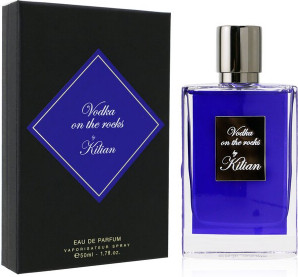 Vodka
on the rocks
by
Kilian
EAU DE PARFUM
VAPORISATEUR SPRAY
e50ml - 1,7fl.oz.
Vodka
on the rocks
by
Kilian